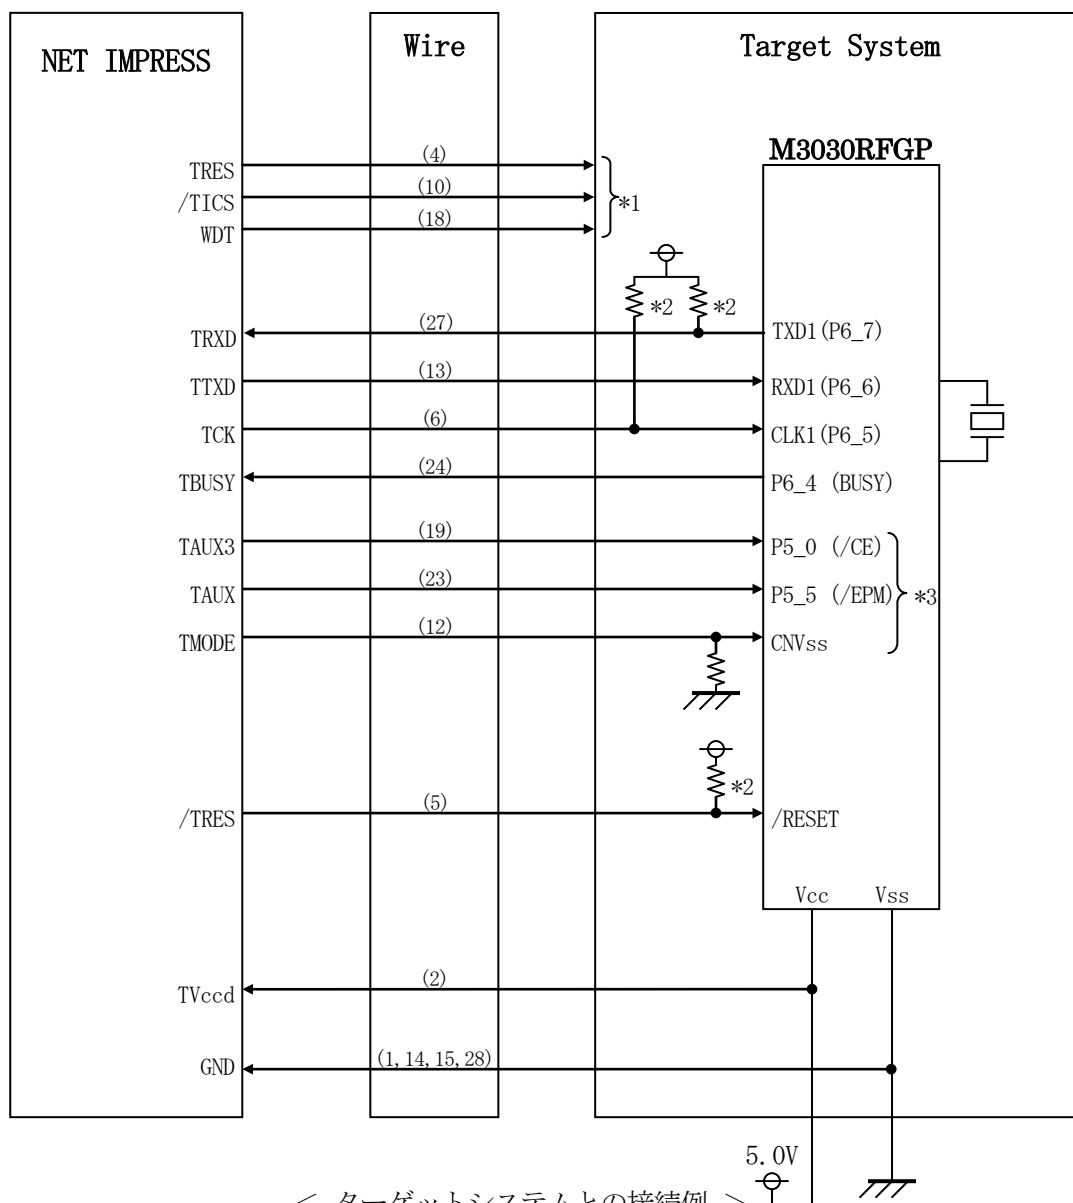 NET IMPRESS
Wire
Target System
M3030RFGP
TRES (4)
/TICS (10) *1
WDT (18)
*2 *2
TRXD (27) TXD1(P6_7)
TTXD (13) RXD1(P6_6)
TCK (6) CLK1(P6_5)
TBUSY (24) P6_4 (BUSY)
TAUX3 (19) P5_0 (/CE)
TAUX (23) P5_5 (/EPM) *3
TMODE (12) CNVss
*2
/TRES (5) /RESET
Vcc Vss
TVccd (2)
GND (1,14,15,28)
5.0V
< ターゲットシステムとの接続例 >